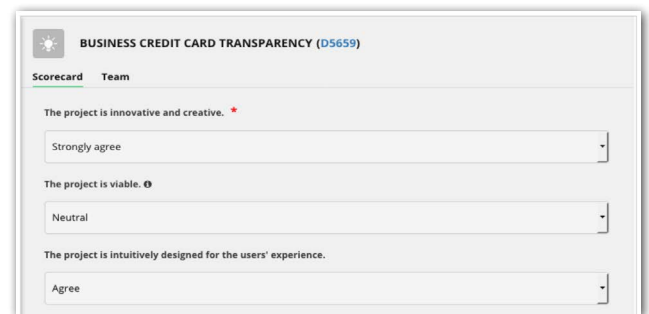 BUSINESS CREDIT CARD TRANSPARENCY (D5659)
Scorecard Team
The project is innovative and creative. *
Strongly agree
The project is viable.
Neutral
The project is intuitively designed for the users' experience.
Agree